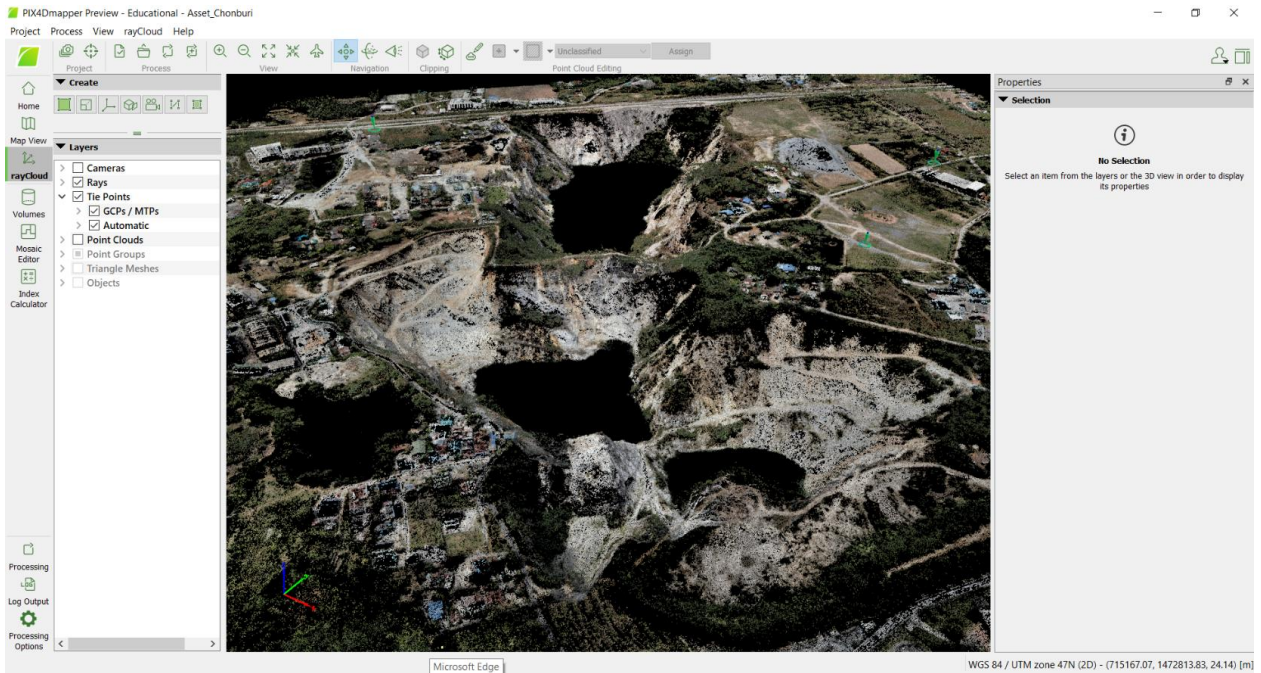 PIX4Dmapper Preview - Educational - Asset_Chonburi
Project Process View rayCloud Help
Unclassified
Assign
Project
Process
View
Navigation
Clipping
Point Cloud Editing
Home
Map View
rayCloud
Volumes
Mosaic
Editor
Index
Calculator
Processing
Log Output
Processing
Options
Create
Layers
Cameras
Rays
Tie Points
GCPs / MTPs
Automatic
Point Clouds
Point Groups
Triangle Meshes
Objects
Properties
Selection
No Selection
Select an item from the layers or the 3D view in order to display
its properties
Microsoft Edge
WGS 84 / UTM zone 47N (2D) - (715167.07, 1472813.83, 24.14) [m]